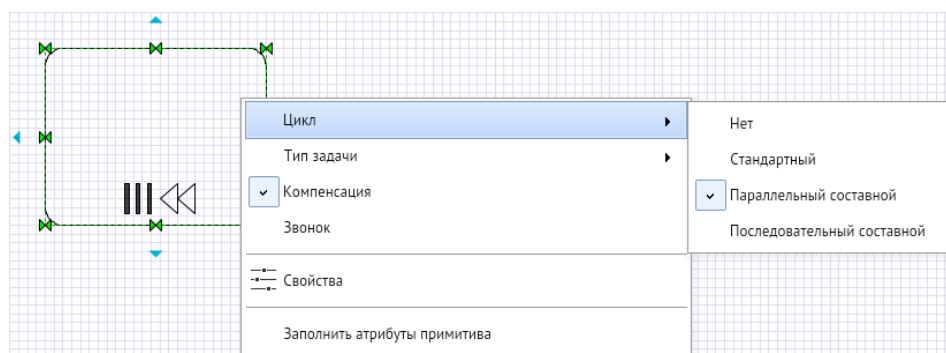 Цикл
Тип задачи
Компенсация
Звонок
Свойства
Заполнить атрибуты примитива
Нет
Стандартный
Параллельный составной
Последовательный составной